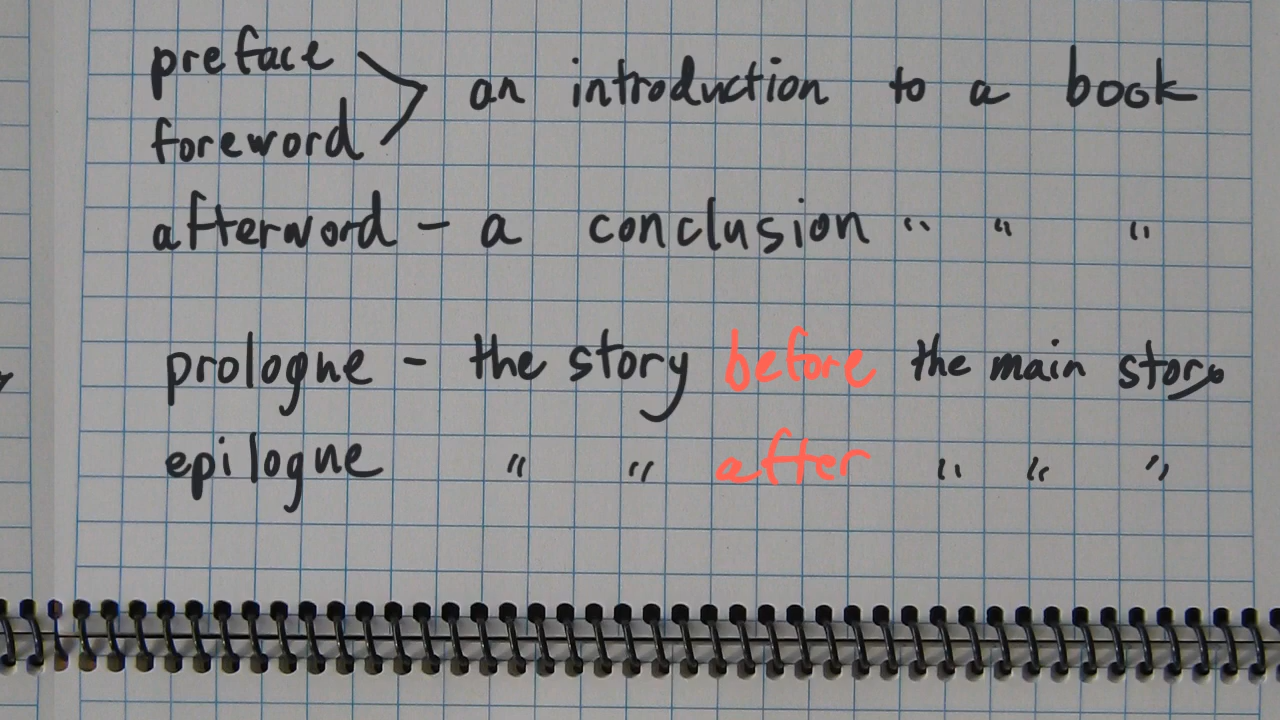 preface
foreword > an introduction to a book
afterword - a conclusion " " "
prologue - the story before the main story
epilogue " " after " " "